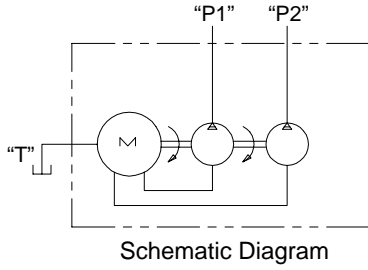 “P1” “P2”
“T”
M
Schematic Diagram